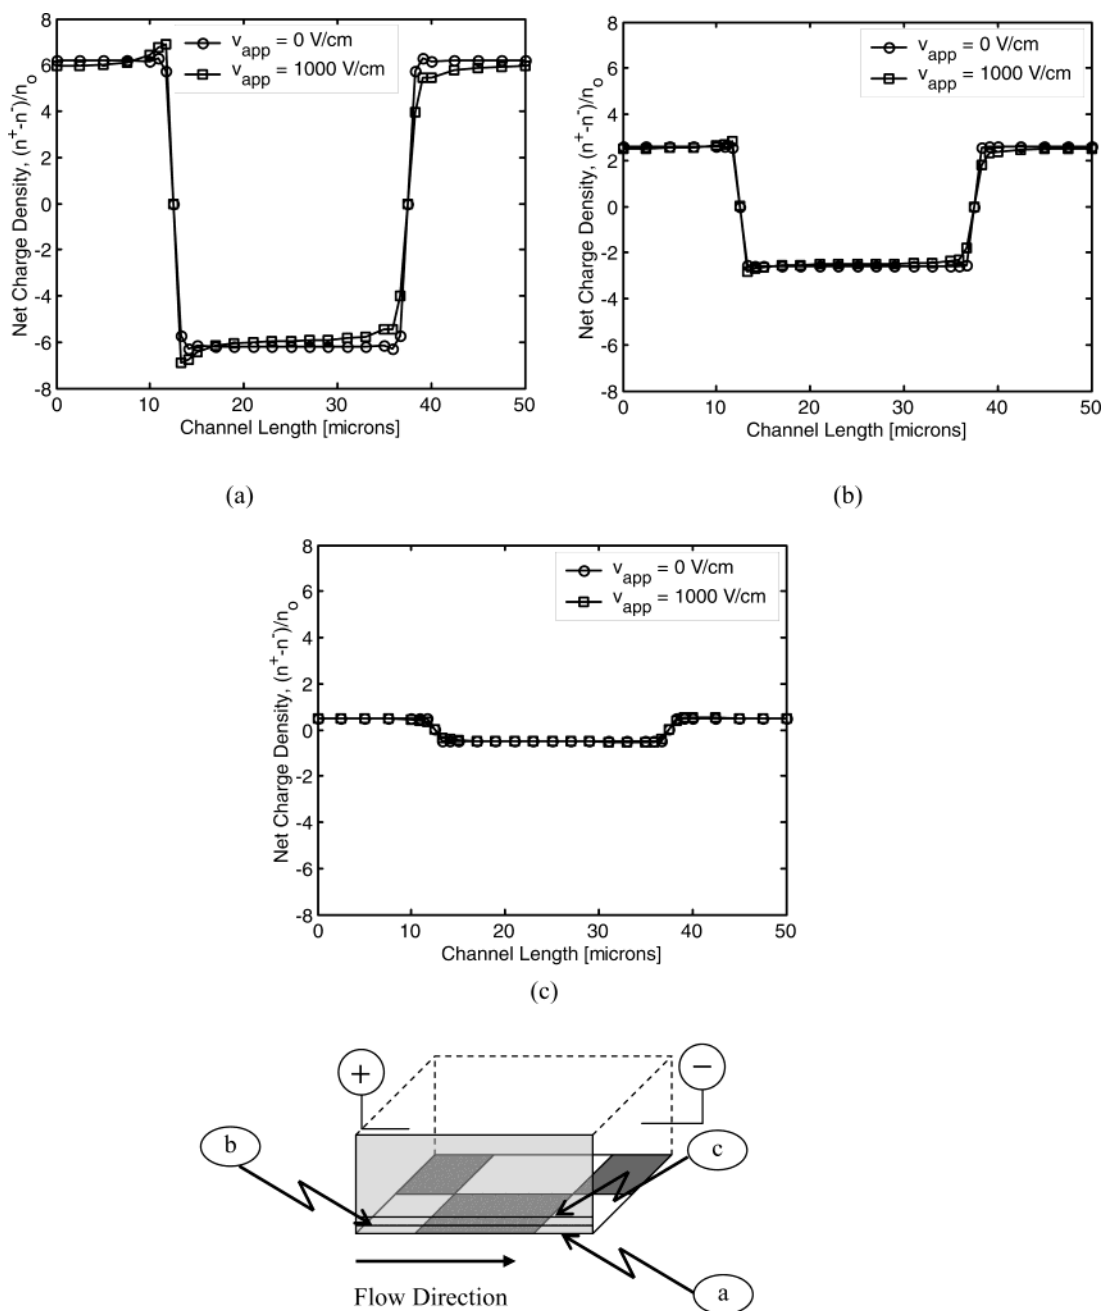 8
6
4
2
0
-2
-4
-6
-8
0 10 20 30 40 50
Net Charge Density, (n⁺-n⁻)/nₒ
Channel Length [microns]
v_app = 0 V/cm
v_app = 1000 V/cm
(a)
8
6
4
2
0
-2
-4
-6
-8
0 10 20 30 40 50
Net Charge Density, (n⁺-n⁻)/nₒ
Channel Length [microns]
v_app = 0 V/cm
v_app = 1000 V/cm
(b)
8
6
4
2
0
-2
-4
-6
-8
0 10 20 30 40 50
Net Charge Density, (n⁺-n⁻)/nₒ
Channel Length [microns]
v_app = 0 V/cm
v_app = 1000 V/cm
(c)
+
−
b
c
a
Flow Direction